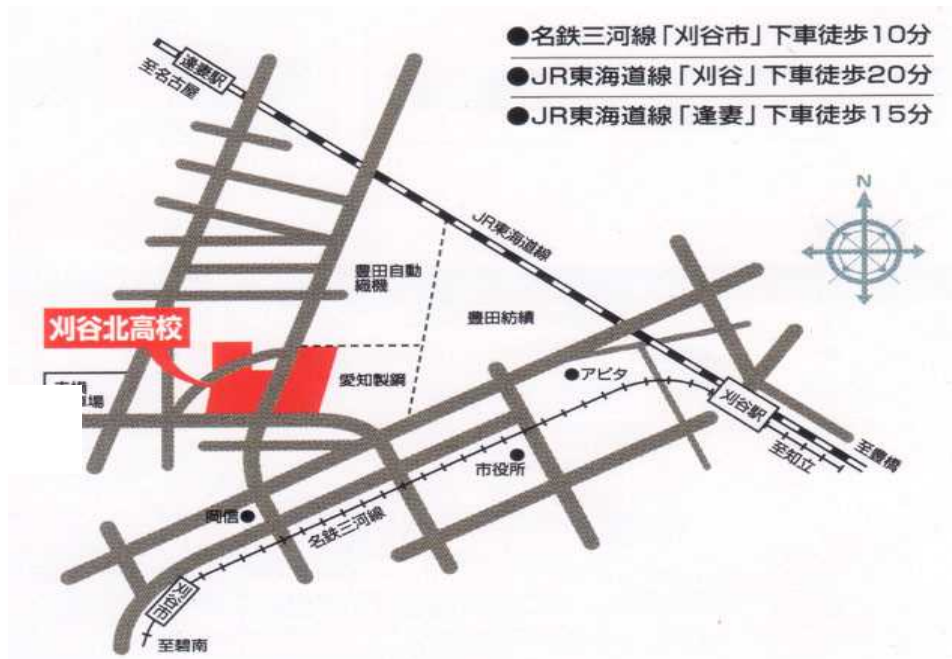 ●名鉄三河線「刈谷市」下車徒歩10分
●JR東海道線「刈谷」下車徒歩20分
●JR東海道線「逢妻」下車徒歩15分
逢妻駅
至名古屋
N
JR東海道線
豊田自動
織機
豊田紡績
刈谷北高校
愛知製鋼
●アピタ
場
刈谷駅
至知立
至豊橋
市役所
岡信●
名鉄三河線
刈谷市
至碧南